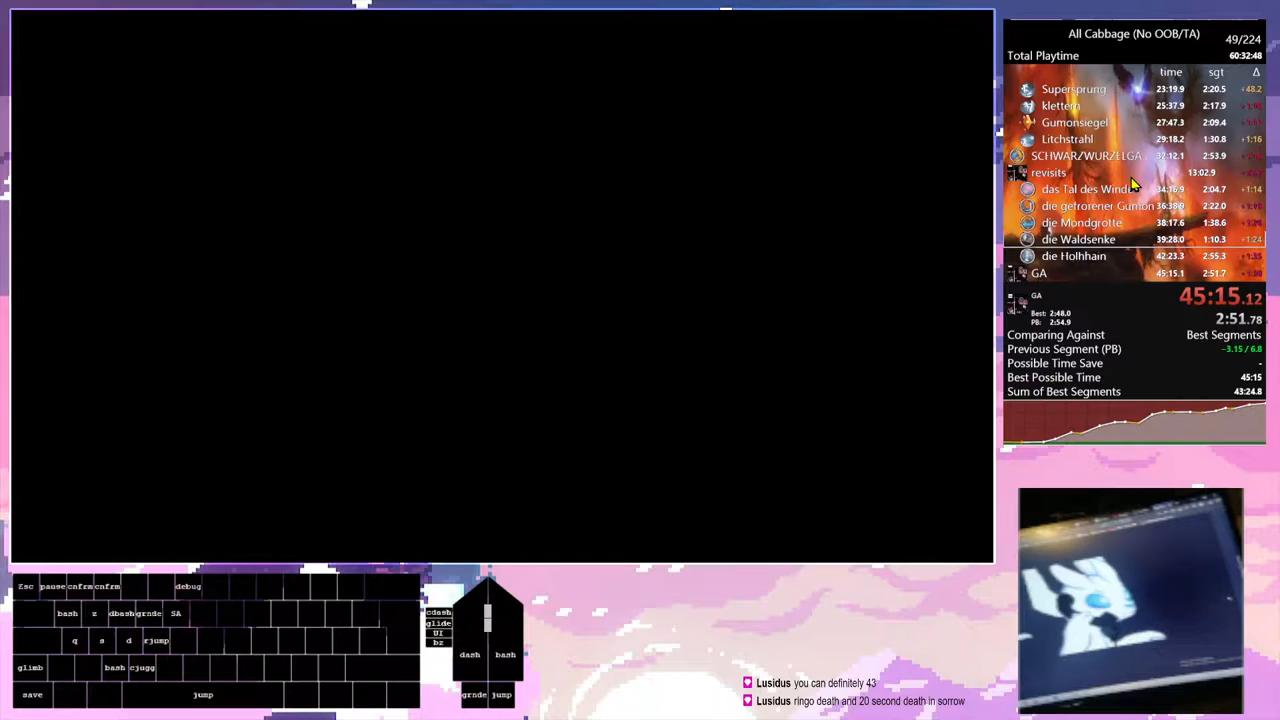 All Cabbage (No OOB/TA)
49/224
Total Playtime 60:32:48
time sgt Δ
Supersprung 23:19.9 2:20.5 +48.2
klettern 25:37.9 2:17.9
Gumonsiegel 27:47.3 2:09.4
Litchstrahl 29:18.2 1:30.8 +1:16
SCHWARZWURZELGA 32:12.1 2:53.9
revisits 13:02.9
das Tal des Wind 34:16.9 2:04.7 +1:14
die gefrorener Gumon 36:38.9 2:22.0
die Mondgrotte 38:17.6 1:38.6
die Waldsenke 39:28.0 1:10.3 +1:24
die Holhhain 42:23.3 2:55.3
GA 45:15.1 2:51.7
GA 45:15.12
Best: 2:48.0
PB: 2:54.9
2:51.78
Comparing Against Best Segments
Previous Segment (PB) −3.15 / 6.8
Possible Time Save -
Best Possible Time 45:15
Sum of Best Segments 43:24.8
Esc pause cnfrm cnfrm debug
bash z dbash grnde SA
q s d rjump
glimb bash cjugg
save jump
cdash
glide
UI
bz
dash bash
grnde jump
Lusidus you can definitely 43
Lusidus ringo death and 20 second death in sorrow